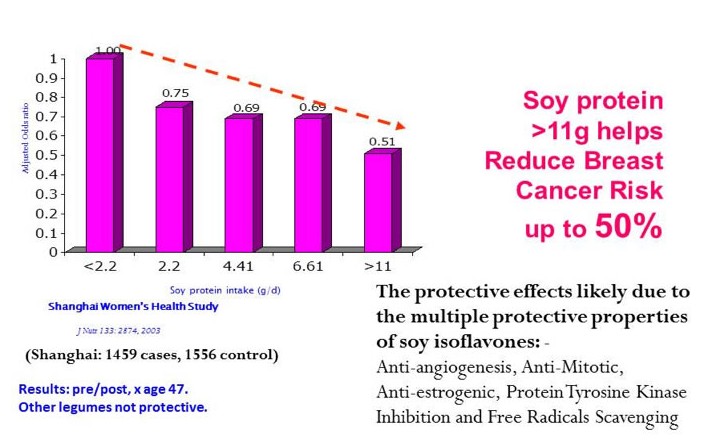 1.00
0.75
0.69
0.69
0.51
1
0.9
0.8
0.7
0.6
0.5
0.4
0.3
0.2
0.1
0
Adjusted Odds ratio
<2.2 2.2 4.41 6.61 >11
Soy protein intake (g/d)
Shanghai Women's Health Study
J Nutr 133: 2874, 2003
(Shanghai: 1459 cases, 1556 control)
Results: pre/post, x age 47.
Other legumes not protective.
Soy protein
>11g helps
Reduce Breast
Cancer Risk
up to 50%
The protective effects likely due to
the multiple protective properties
of soy isoflavones: -
Anti-angiogenesis, Anti-Mitotic,
Anti-estrogenic, Protein Tyrosine Kinase
Inhibition and Free Radicals Scavenging